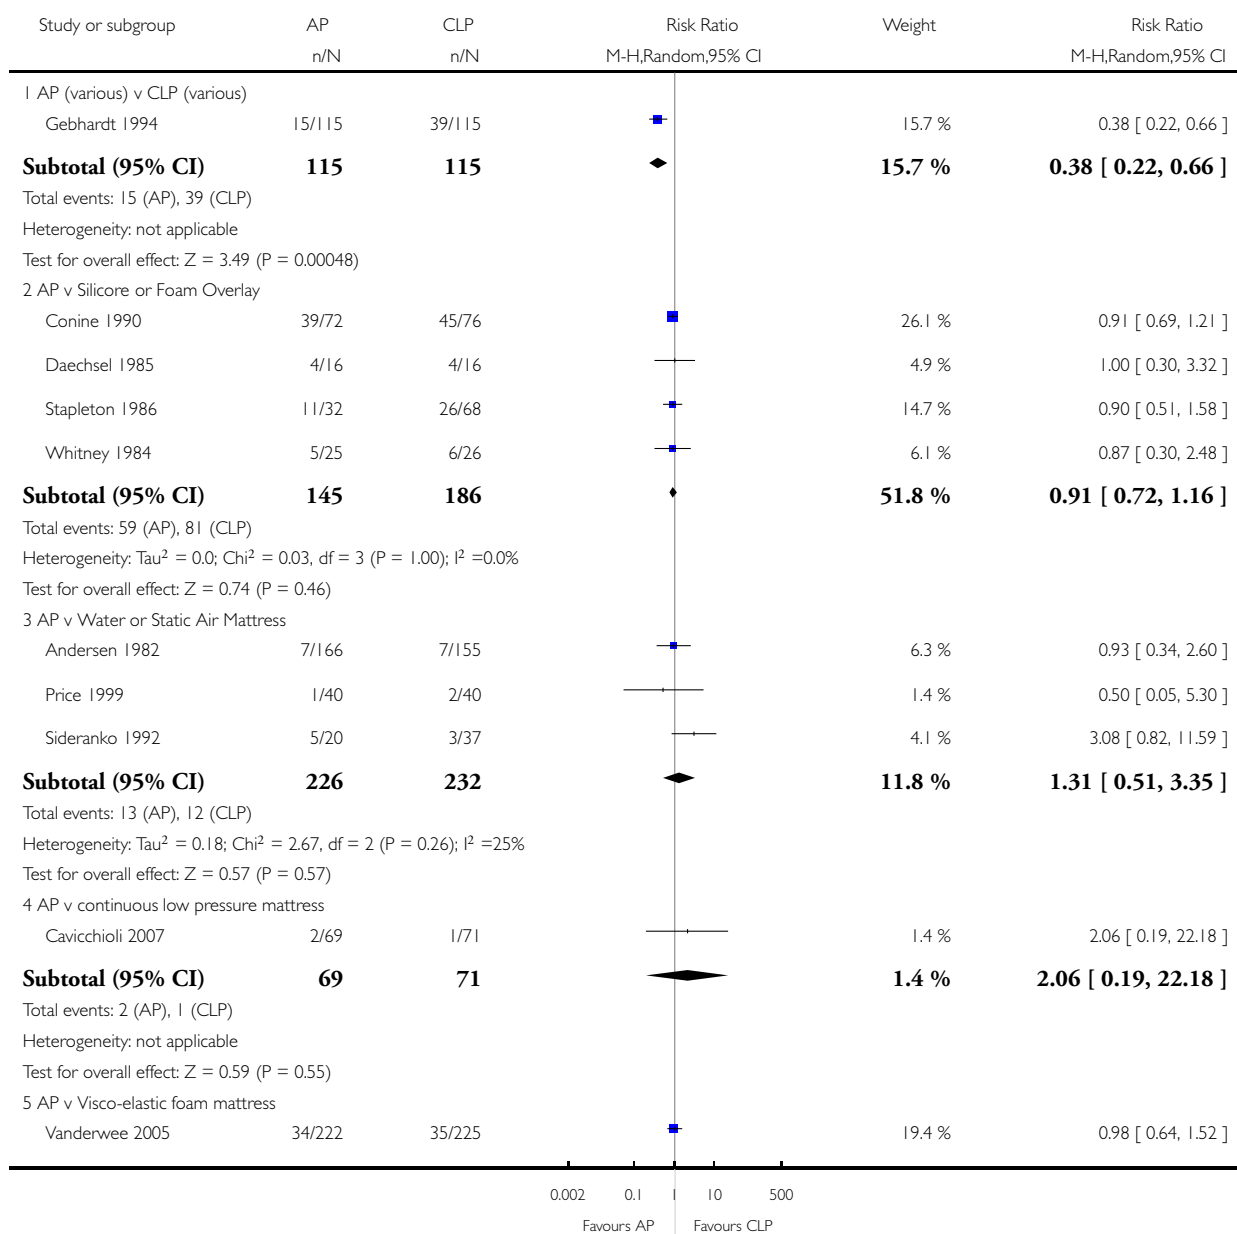 Study or subgroup AP CLP Risk Ratio Weight Risk Ratio
n/N n/N M-H,Random,95% CI M-H,Random,95% CI
1 AP (various) v CLP (various)
Gebhardt 1994 15/115 39/115 15.7 % 0.38 [ 0.22, 0.66 ]
Subtotal (95% CI) 115 115 15.7 % 0.38 [ 0.22, 0.66 ]
Total events: 15 (AP), 39 (CLP)
Heterogeneity: not applicable
Test for overall effect: Z = 3.49 (P = 0.00048)
2 AP v Silicore or Foam Overlay
Conine 1990 39/72 45/76 26.1 % 0.91 [ 0.69, 1.21 ]
Daechsel 1985 4/16 4/16 4.9 % 1.00 [ 0.30, 3.32 ]
Stapleton 1986 11/32 26/68 14.7 % 0.90 [ 0.51, 1.58 ]
Whitney 1984 5/25 6/26 6.1 % 0.87 [ 0.30, 2.48 ]
Subtotal (95% CI) 145 186 51.8 % 0.91 [ 0.72, 1.16 ]
Total events: 59 (AP), 81 (CLP)
Heterogeneity: Tau² = 0.0; Chi² = 0.03, df = 3 (P = 1.00); I² =0.0%
Test for overall effect: Z = 0.74 (P = 0.46)
3 AP v Water or Static Air Mattress
Andersen 1982 7/166 7/155 6.3 % 0.93 [ 0.34, 2.60 ]
Price 1999 1/40 2/40 1.4 % 0.50 [ 0.05, 5.30 ]
Sideranko 1992 5/20 3/37 4.1 % 3.08 [ 0.82, 11.59 ]
Subtotal (95% CI) 226 232 11.8 % 1.31 [ 0.51, 3.35 ]
Total events: 13 (AP), 12 (CLP)
Heterogeneity: Tau² = 0.18; Chi² = 2.67, df = 2 (P = 0.26); I² =25%
Test for overall effect: Z = 0.57 (P = 0.57)
4 AP v continuous low pressure mattress
Cavicchioli 2007 2/69 1/71 1.4 % 2.06 [ 0.19, 22.18 ]
Subtotal (95% CI) 69 71 1.4 % 2.06 [ 0.19, 22.18 ]
Total events: 2 (AP), 1 (CLP)
Heterogeneity: not applicable
Test for overall effect: Z = 0.59 (P = 0.55)
5 AP v Visco-elastic foam mattress
Vanderwee 2005 34/222 35/225 19.4 % 0.98 [ 0.64, 1.52 ]
0.002 0.1 1 10 500
Favours AP Favours CLP